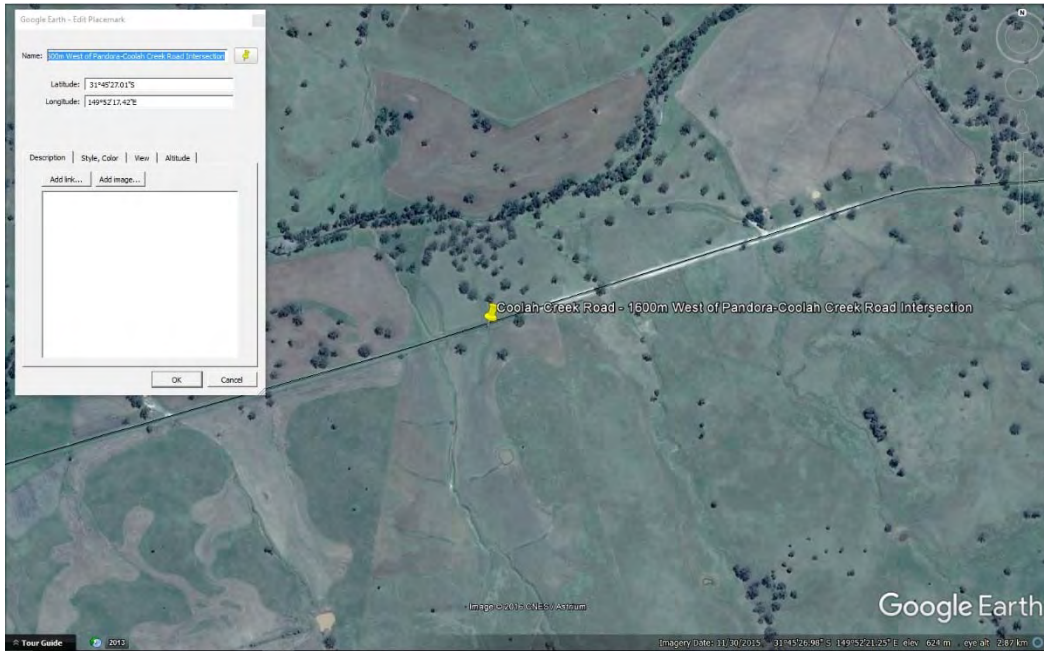 Google Earth - Edit Placemark
Name: 600m West of Pandora-Coolah Creek Road Intersection
Latitude: 31°45'27.01"S
Longitude: 149°52'17.42"E
Description Style, Color View Altitude
Add link... Add image...
OK Cancel
N
Coolah Creek Road - 1600m West of Pandora-Coolah Creek Road Intersection
Image © 2016 CNES / Astrium
Google Earth
Tour Guide 2013 Imagery Date: 11/30/2015 31°45'26.98" S 149°52'21.25" E elev 624 m eye alt 2.87 km